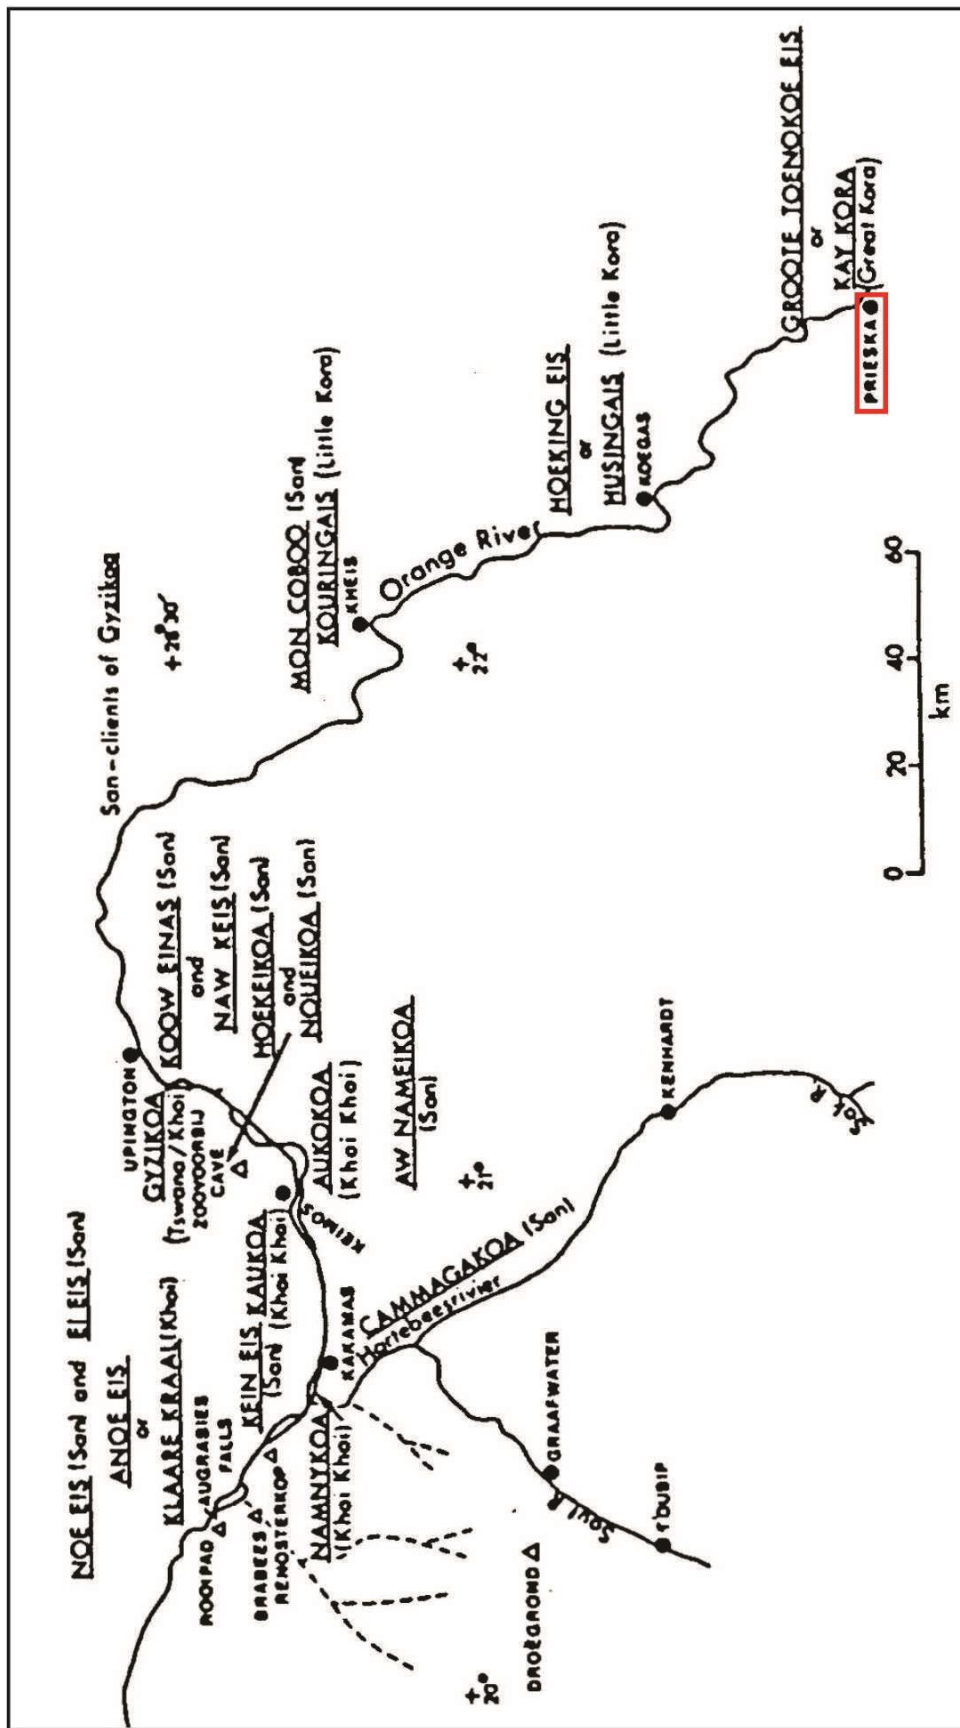 NOE EIS (San) and EIEIS (San)
ANOE EIS
or
KLAARE KRAAL (Khoi)
ROOIPAD
AUGRABIES
FALLS
BRABEES
RENOSTERKOP
KEIN EIS
(San)
KAUKOA
(Khoi Khoi)
NAMNYKOA
(Khoi Khoi)
KAKAMAS
CAMMAGAKOA (San)
Hartebeesrivier
DROËGROND
GRAAFWATER
Sout R.
T'DUBIP
+
20°
UPINGTON
GYZIKOA
(Tswana/Khoi)
ZOOVOORBIJ
CAVE
KEIMOS
KOOW EINAS (San)
and
NAW KEIS (San)
HOEKEIKOA (San)
and
NOUEIKOA (San)
AUKOKOA
(Khoi Khoi)
AW NAMEIKOA
(San)
+
21°
KENHARDT
Sak R.
San-clients of Gyzikoa
+28°30'
MON COBOO (San)
KOURINGAIS (Little Kora)
KHEIS
Orange River
+
22°
HOEKING EIS
or
HUSINGAIS (Little Kora)
KOEGAS
GROOTE TOENOKOE EIS
or
KAY KORA
(Great Kora)
PRIESKA
0 20 40 60
km